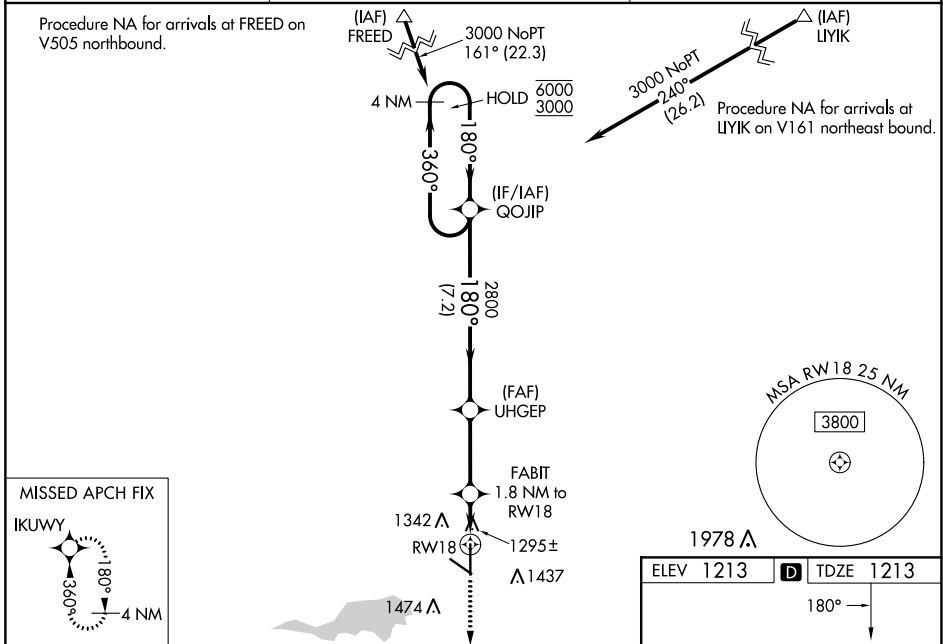 Procedure NA for arrivals at FREED on
V505 northbound.
(IAF)
FREED
3000 NoPT
161° (22.3)
(IAF)
LIYIK
3000 NoPT
240°
(26.2)
Procedure NA for arrivals at
LIYIK on V161 northeast bound.
4 NM
HOLD
6000
3000
180°
360°
(IF/IAF)
QOJIP
2800
180°
(7.2)
(FAF)
UHGEP
MSA RW18 25 NM
3800
FABIT
1.8 NM to
RW18
1342
RW18
1295±
1437
1474
1978
MISSED APCH FIX
IKUWY
180°
360°
4 NM
ELEV 1213
D
TDZE 1213
180°